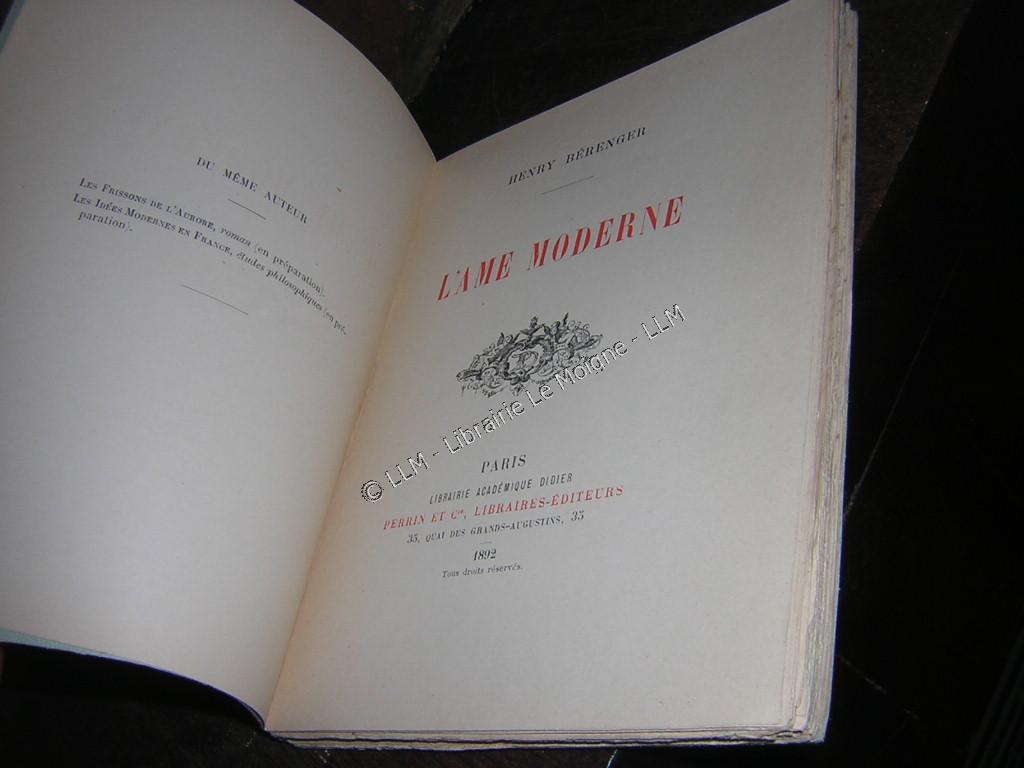 DU MÊME AUTEUR
LES FRISSONS DE L'AURORE, roman (en préparation).
LES IDÉES MODERNES EN FRANCE, études philosophiques (en pré-
paration).
HENRY BÉRENGER
L'AME MODERNE
© LLM - Librairie Le Moigne - LLM
PARIS
LIBRAIRIE ACADÉMIQUE DIDIER
PERRIN ET Cie, LIBRAIRES-ÉDITEURS
35, QUAI DES GRANDS-AUGUSTINS, 35
1892
Tous droits réservés.